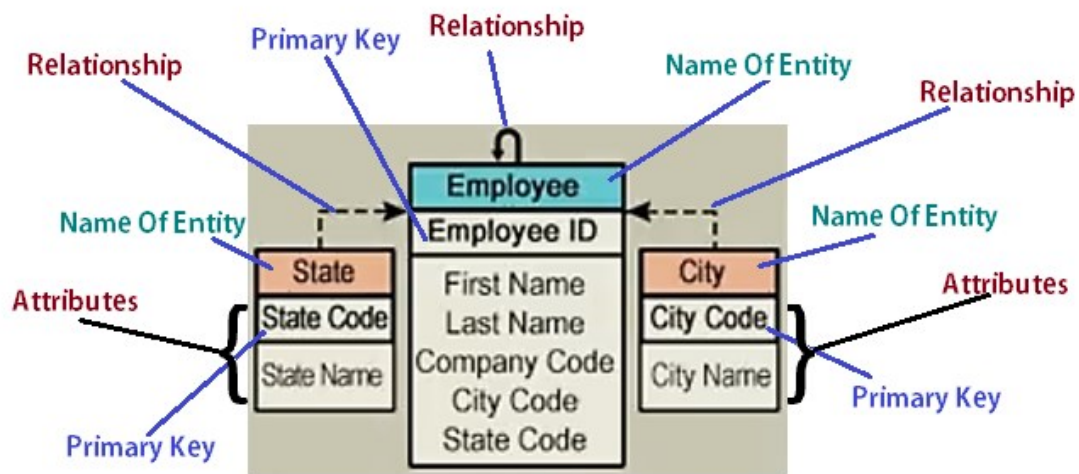 Relationship
Primary Key
Relationship
Name Of Entity
Relationship
Employee
Employee ID
First Name
Last Name
Company Code
City Code
State Code
Name Of Entity
State
Attributes
State Code
State Name
Primary Key
Name Of Entity
City
Attributes
City Code
City Name
Primary Key